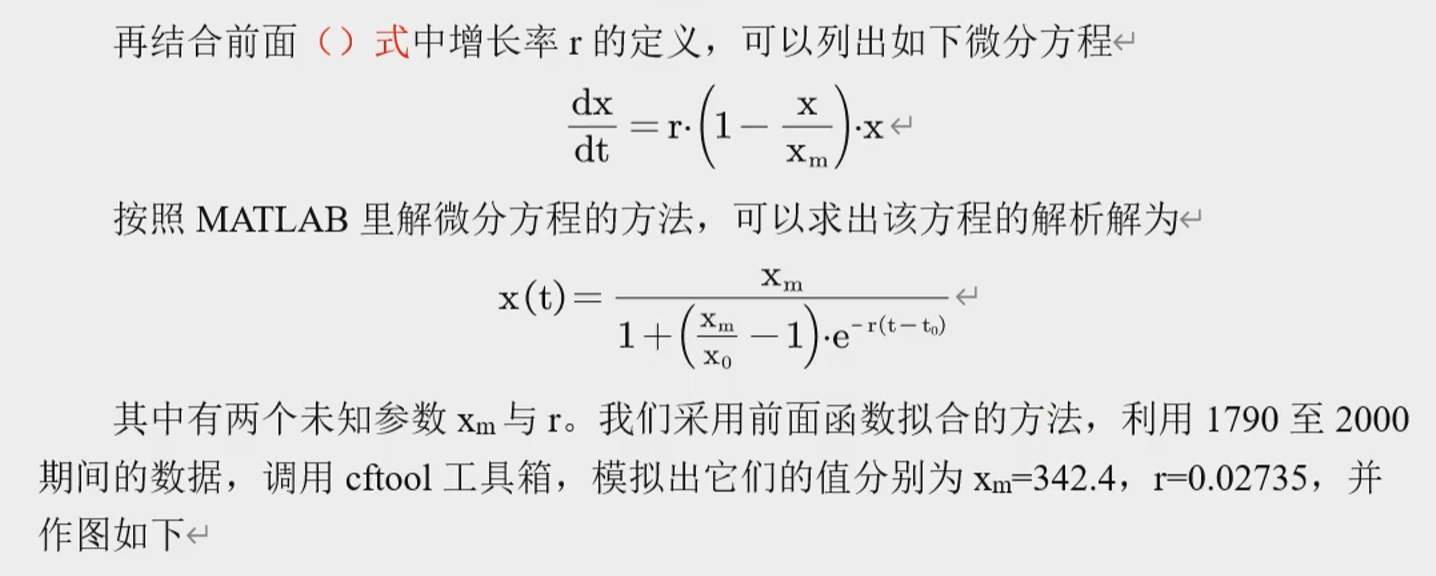 再结合前面（）式中增长率 r 的定义，可以列出如下微分方程↵
dx/dt = r·(1 − x/xₘ)·x↵
按照 MATLAB 里解微分方程的方法，可以求出该方程的解析解为↵
x(t) = xₘ / (1 + (xₘ/x₀ − 1)·e^(−r(t−t₀)))↵
其中有两个未知参数 xₘ 与 r。我们采用前面函数拟合的方法，利用 1790 至 2000
期间的数据，调用 cftool 工具箱，模拟出它们的值分别为 xₘ=342.4，r=0.02735，并
作图如下↵